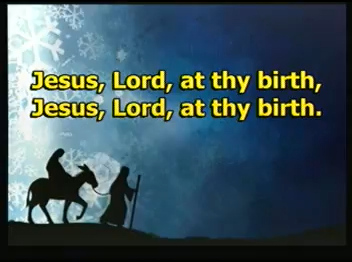 Jesus, Lord, at thy birth,
Jesus, Lord, at thy birth.